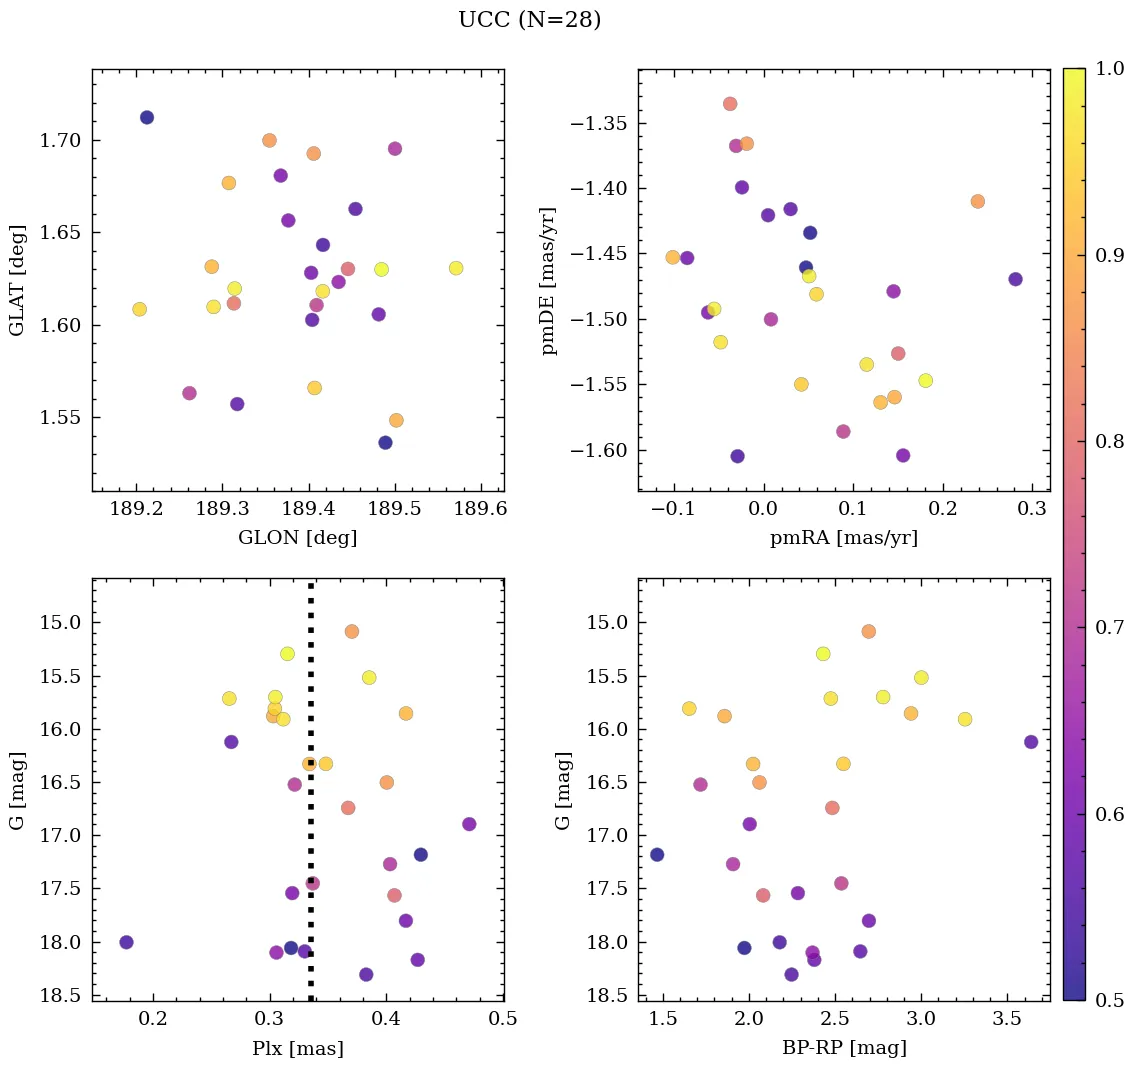 UCC (N=28)
1.70
1.65
1.60
1.55
GLAT [deg]
189.2 189.3 189.4 189.5 189.6
GLON [deg]
−1.35
−1.40
−1.45
−1.50
−1.55
−1.60
pmDE [mas/yr]
−0.1 0.0 0.1 0.2 0.3
pmRA [mas/yr]
1.0
0.9
0.8
0.7
0.6
0.5
15.0
15.5
16.0
16.5
17.0
17.5
18.0
18.5
G [mag]
0.2 0.3 0.4 0.5
Plx [mas]
15.0
15.5
16.0
16.5
17.0
17.5
18.0
18.5
G [mag]
1.5 2.0 2.5 3.0 3.5
BP-RP [mag]